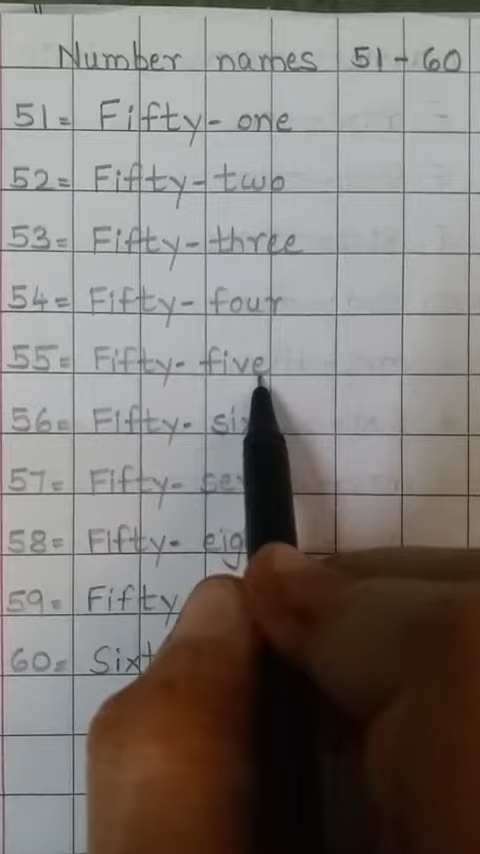 Number names 51-60
51= Fifty-one
52= Fifty-two
53= Fifty-three
54= Fifty-four
55= Fifty-five
56= Fifty-
57= Fifty-
58= Fifty-
59= Fifty
60=